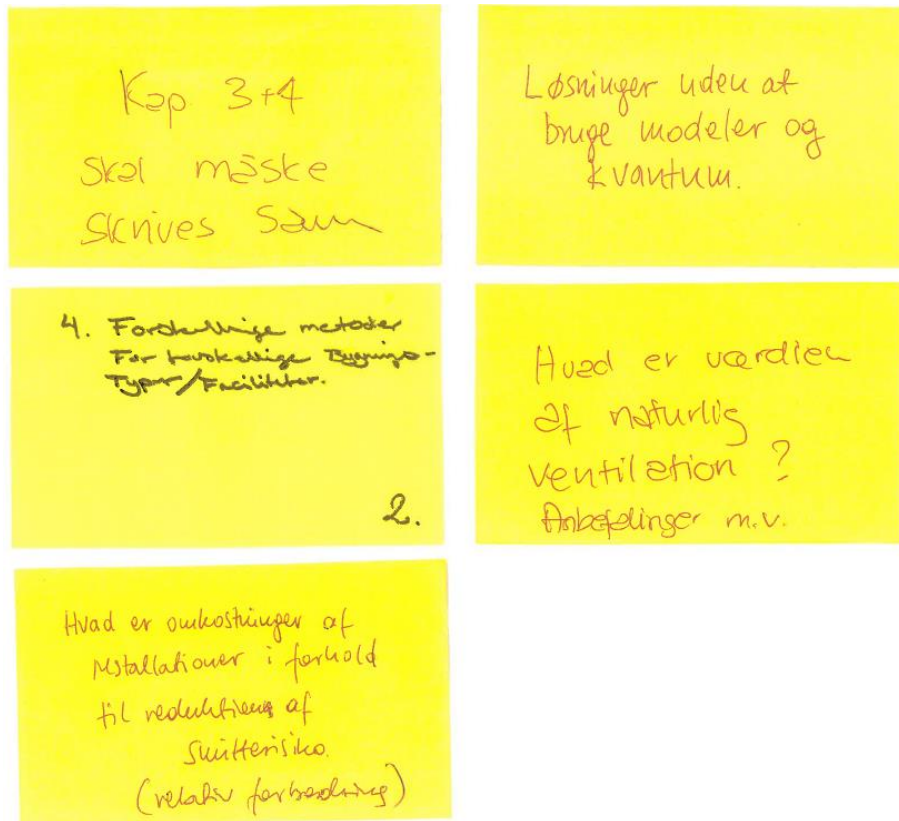 Kap 3+4
skal måske
skrives sam
Løsninger uden at
bruge modeler og
kvantum.
4. Forskellige metoder
For forskellige Bygnings-
Typer/Faciliteter.
2.
Hvad er værdien
af naturlig
ventilation ?
Anbefalinger m.v.
Hvad er omkostninger af
installationer i forhold
til reduktion af
smitterisiko.
(relativ forbedring)